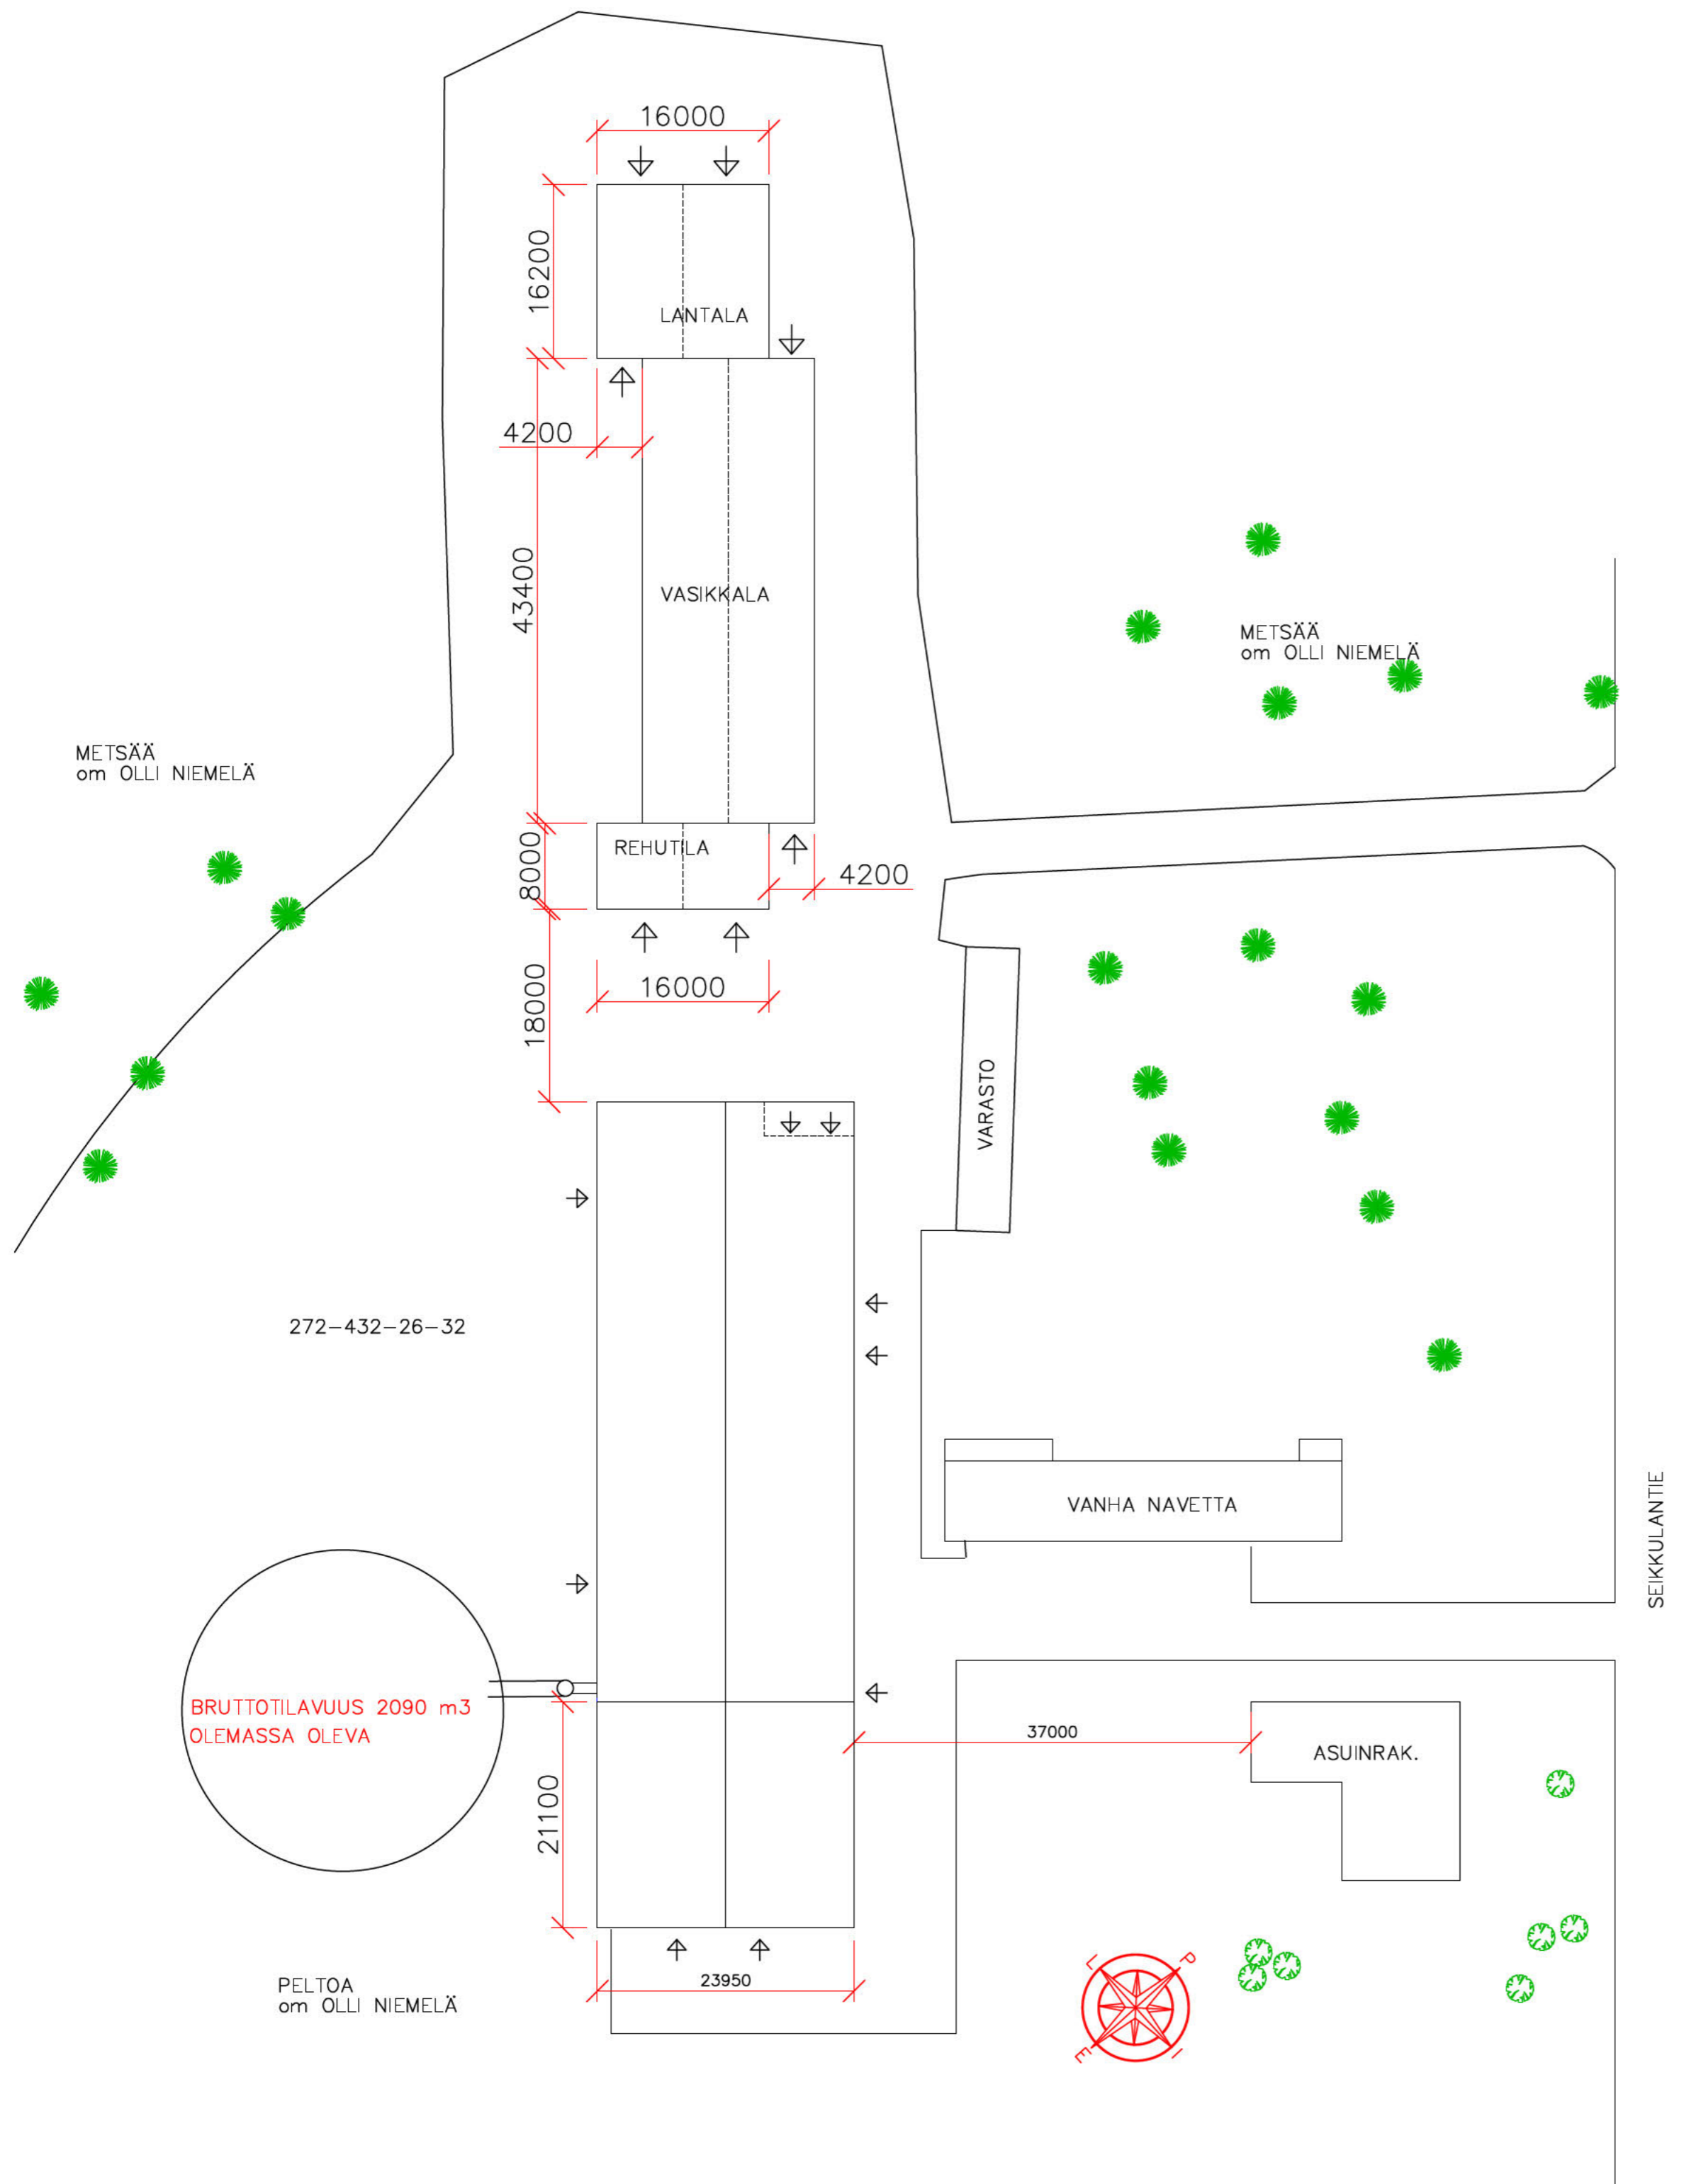 16000
16200
LANTALA
4200
43400
VASIKKALA
METSÄÄ
om OLLI NIEMELÄ
METSÄÄ
om OLLI NIEMELÄ
8000
REHUTILA
4200
18000
16000
VARASTO
272-432-26-32
VANHA NAVETTA
SEIKKULANTIE
BRUTTOTILAVUUS 2090 m3
OLEMASSA OLEVA
37000
ASUINRAK.
21100
23950
PELTOA
om OLLI NIEMELÄ
L
P
E
I